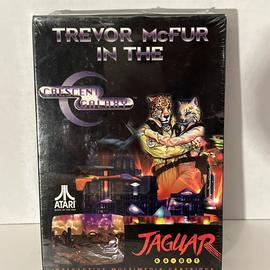 TREVOR McFUR
IN THE
CRESCENT
GALAXY
ATARI
JAGUAR
64-BIT
INTERACTIVE MULTIMEDIA CARTRIDGE